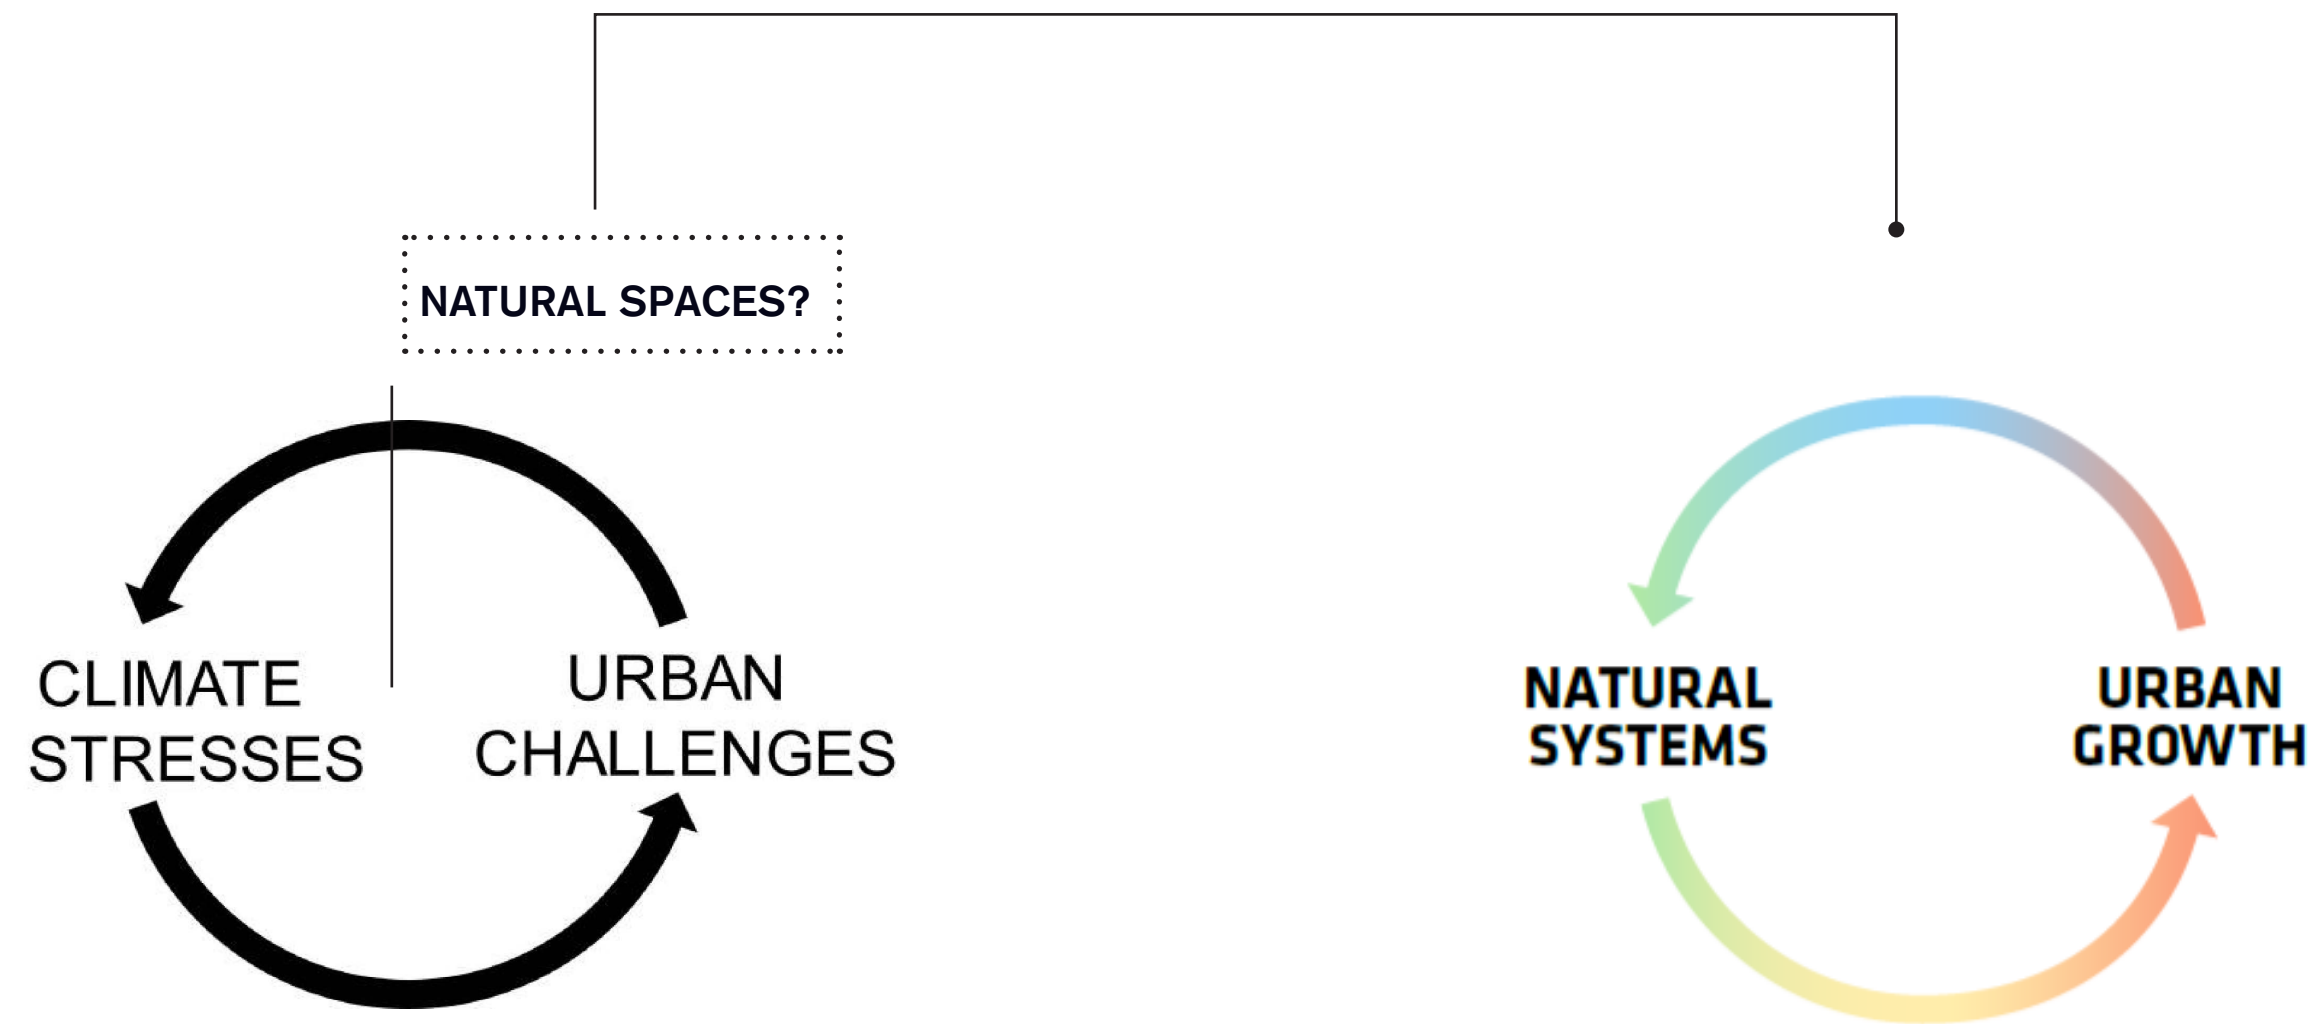 NATURAL SPACES?
CLIMATE
STRESSES
URBAN
CHALLENGES
NATURAL
SYSTEMS
URBAN
GROWTH